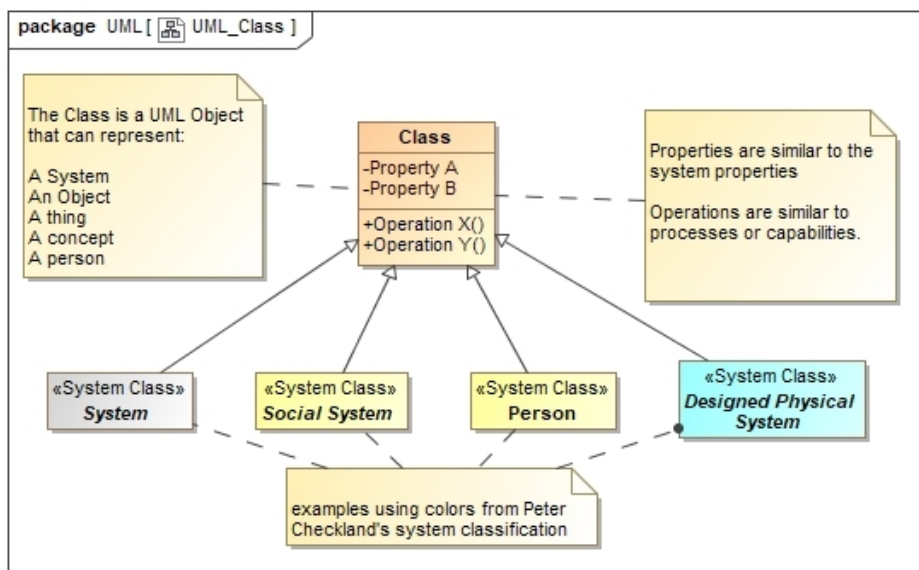 package UML [ UML_Class ]
The Class is a UML Object
that can represent:
A System
An Object
A thing
A concept
A person
Class
-Property A
-Property B
+Operation X()
+Operation Y()
Properties are similar to the
system properties
Operations are similar to
processes or capabilities.
«System Class»
System
«System Class»
Social System
«System Class»
Person
«System Class»
Designed Physical
System
examples using colors from Peter
Checkland's system classification